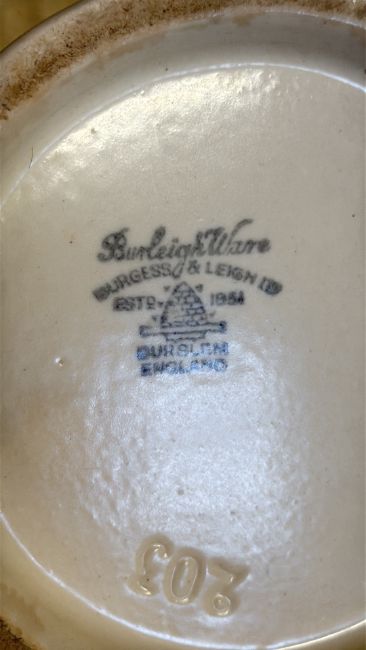 Burleigh Ware
BURGESS & LEIGH LTD
ESTD 1851
BURSLEM
ENGLAND
203